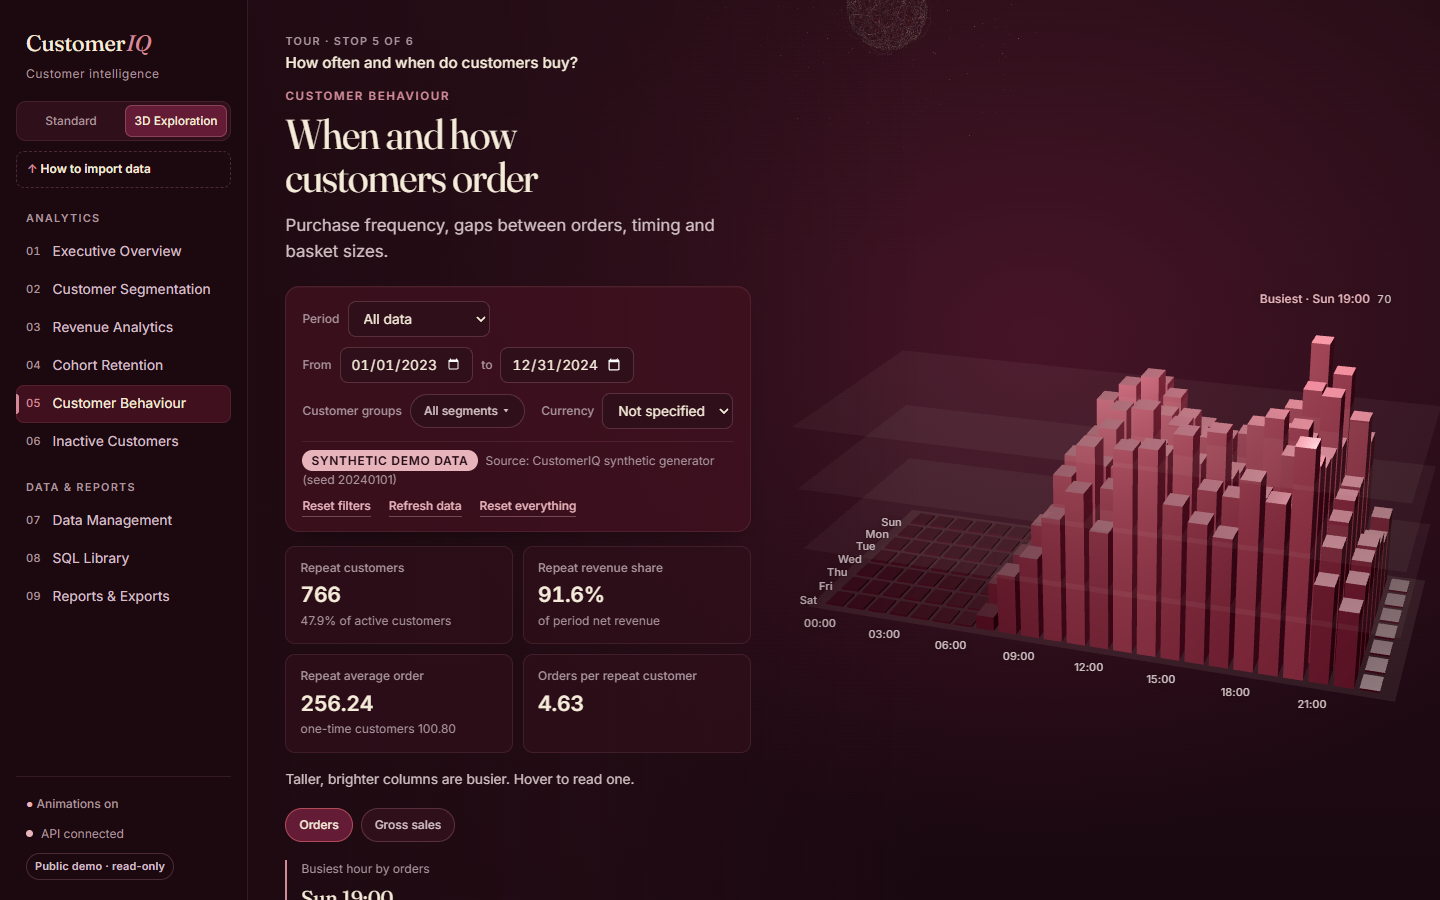 CustomerIQ
Customer intelligence
Standard
3D Exploration
↑ How to import data
ANALYTICS
01 Executive Overview
02 Customer Segmentation
03 Revenue Analytics
04 Cohort Retention
05 Customer Behaviour
06 Inactive Customers
DATA & REPORTS
07 Data Management
08 SQL Library
09 Reports & Exports
Animations on
API connected
Public demo · read-only
TOUR · STOP 5 OF 6
How often and when do customers buy?
CUSTOMER BEHAVIOUR
When and how
customers order
Purchase frequency, gaps between orders, timing and
basket sizes.
Period All data
From 01/01/2023 to 12/31/2024
Customer groups All segments Currency Not specified
SYNTHETIC DEMO DATA Source: CustomerIQ synthetic generator
(seed 20240101)
Reset filters Refresh data Reset everything
Repeat customers
766
47.9% of active customers
Repeat revenue share
91.6%
of period net revenue
Repeat average order
256.24
one-time customers 100.80
Orders per repeat customer
4.63
Taller, brighter columns are busier. Hover to read one.
Orders Gross sales
Busiest hour by orders
Sun 19:00
Busiest · Sun 19:00 70
Sun
Mon
Tue
Wed
Thu
Fri
Sat
00:00
03:00
06:00
09:00
12:00
15:00
18:00
21:00